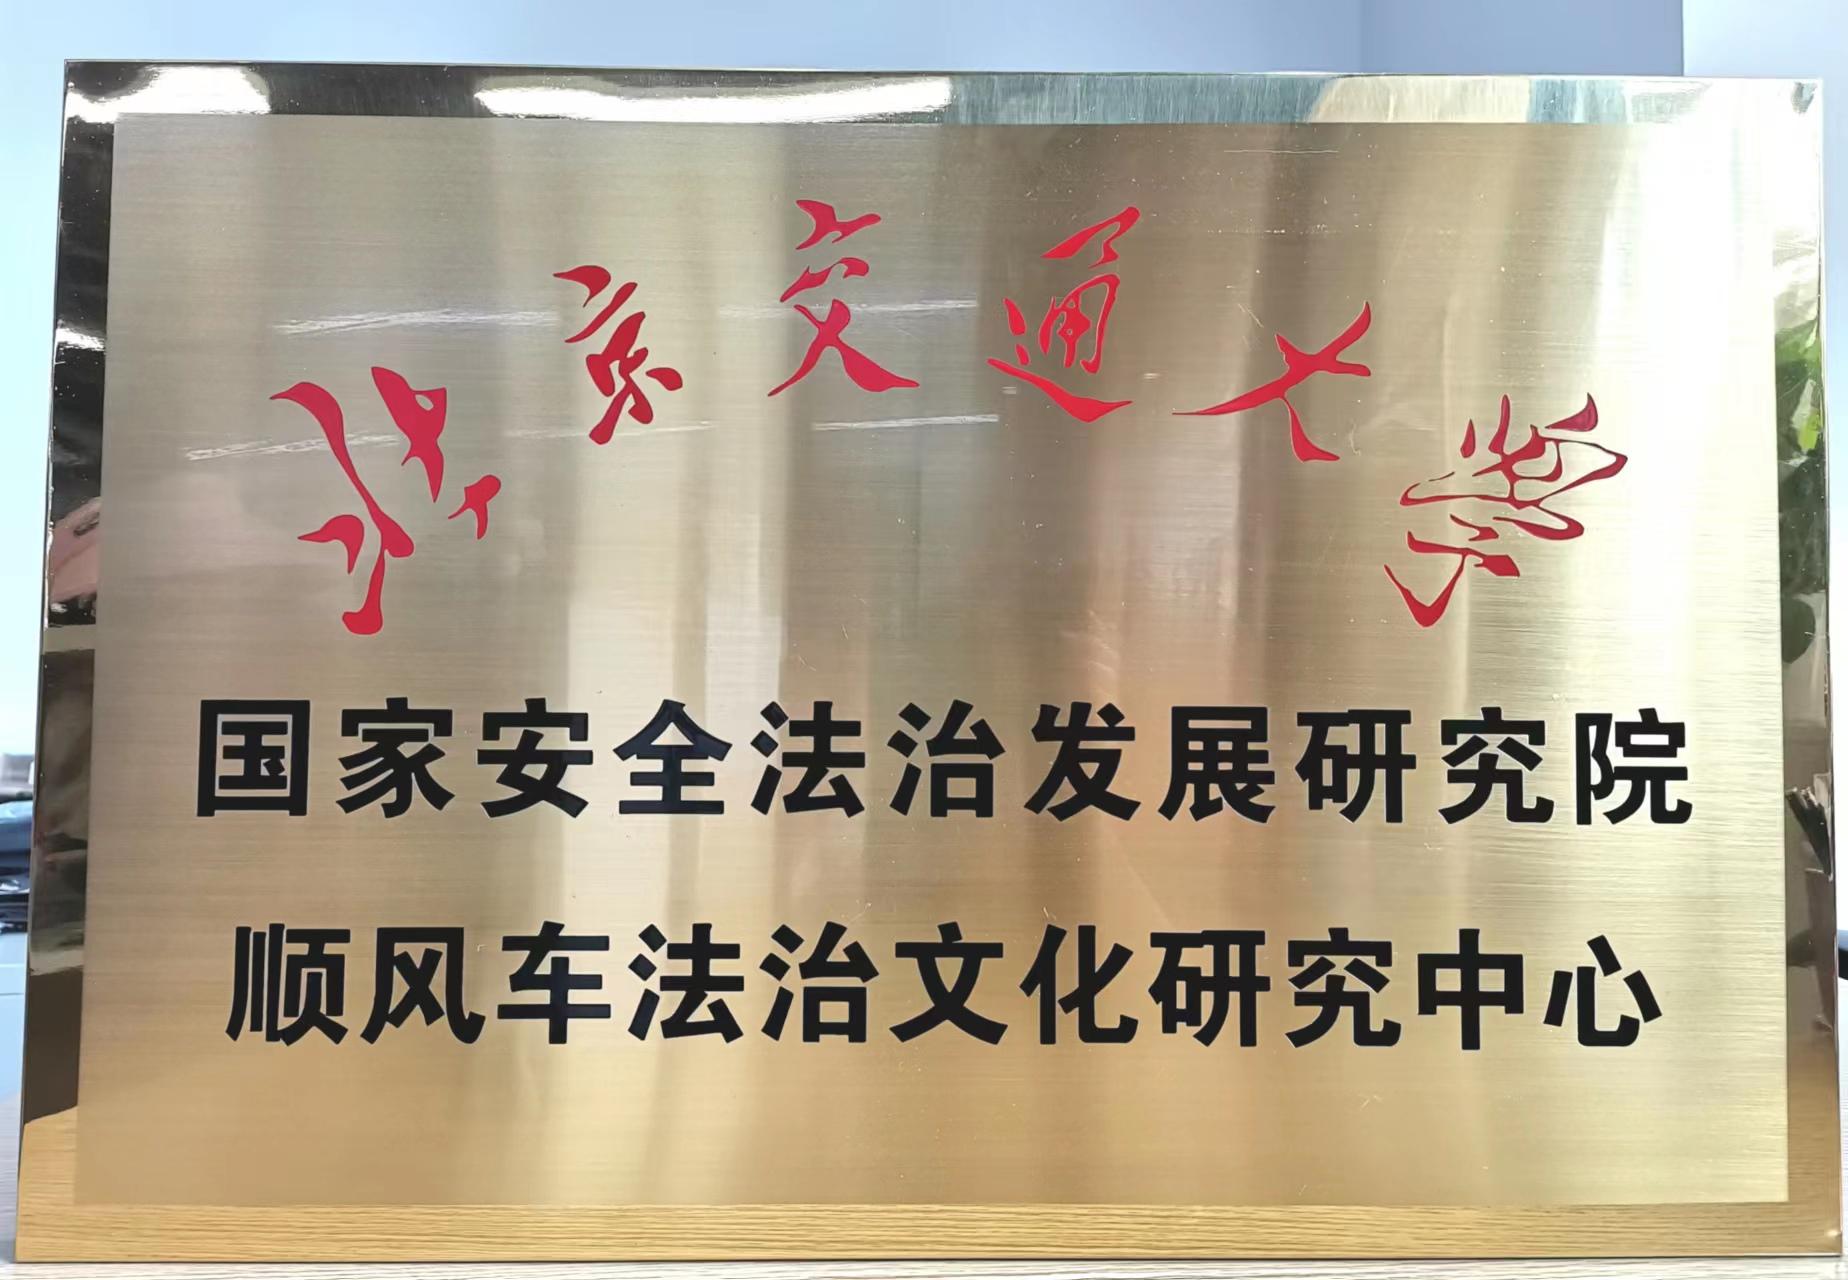 北京交通大学
国家安全法治发展研究院
顺风车法治文化研究中心